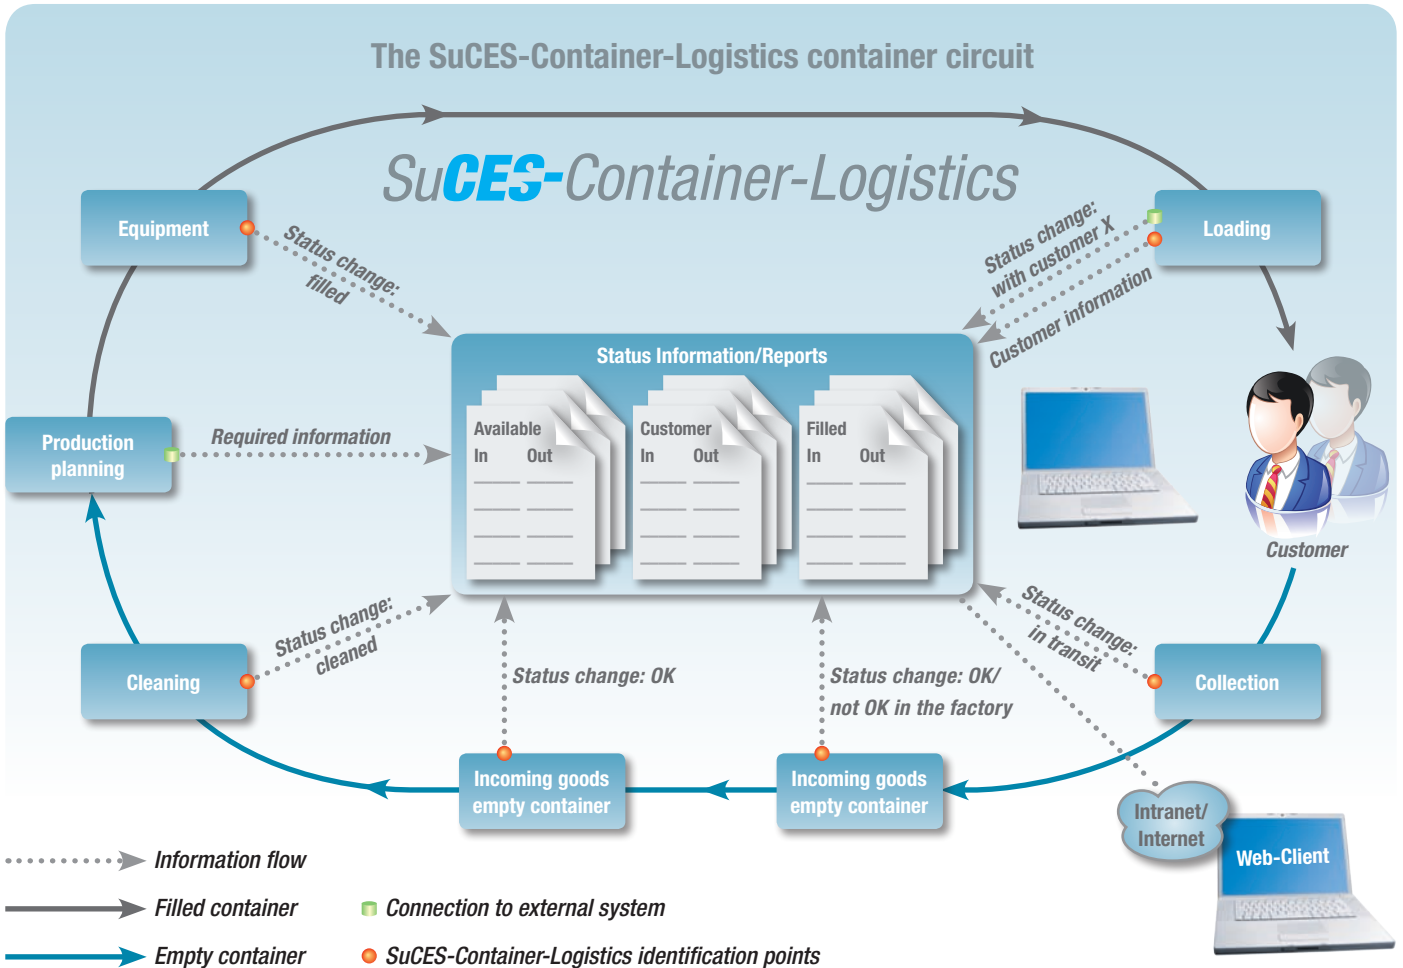 The SuCES-Container-Logistics container circuit
SuCES-Container-Logistics
Equipment
Status change:
filled
Status change:
with customer X
Customer information
Loading
Status Information/Reports
Available
In Out
Customer
In Out
Filled
In Out
Production
planning
Required information
Customer
Cleaning
Status change:
cleaned
Status change: OK
Status change: OK/
not OK in the factory
Status change:
in transit
Collection
Incoming goods
empty container
Incoming goods
empty container
Intranet/
Internet
Web-Client
Information flow
Filled container
Connection to external system
Empty container
SuCES-Container-Logistics identification points